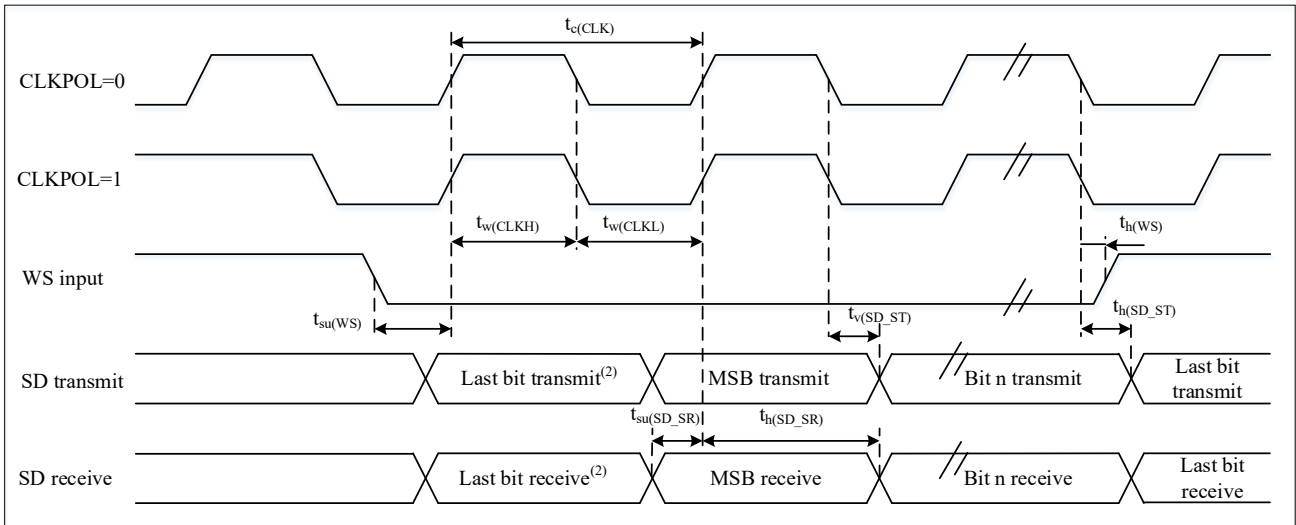 t_c(CLK)
CLKPOL=0
CLKPOL=1
t_w(CLKH)
t_w(CLKL)
t_h(WS)
WS input
t_su(WS)
t_v(SD_ST)
t_h(SD_ST)
SD transmit
Last bit transmit(2)
MSB transmit
Bit n transmit
Last bit
transmit
t_su(SD_SR)
t_h(SD_SR)
SD receive
Last bit receive(2)
MSB receive
Bit n receive
Last bit
receive